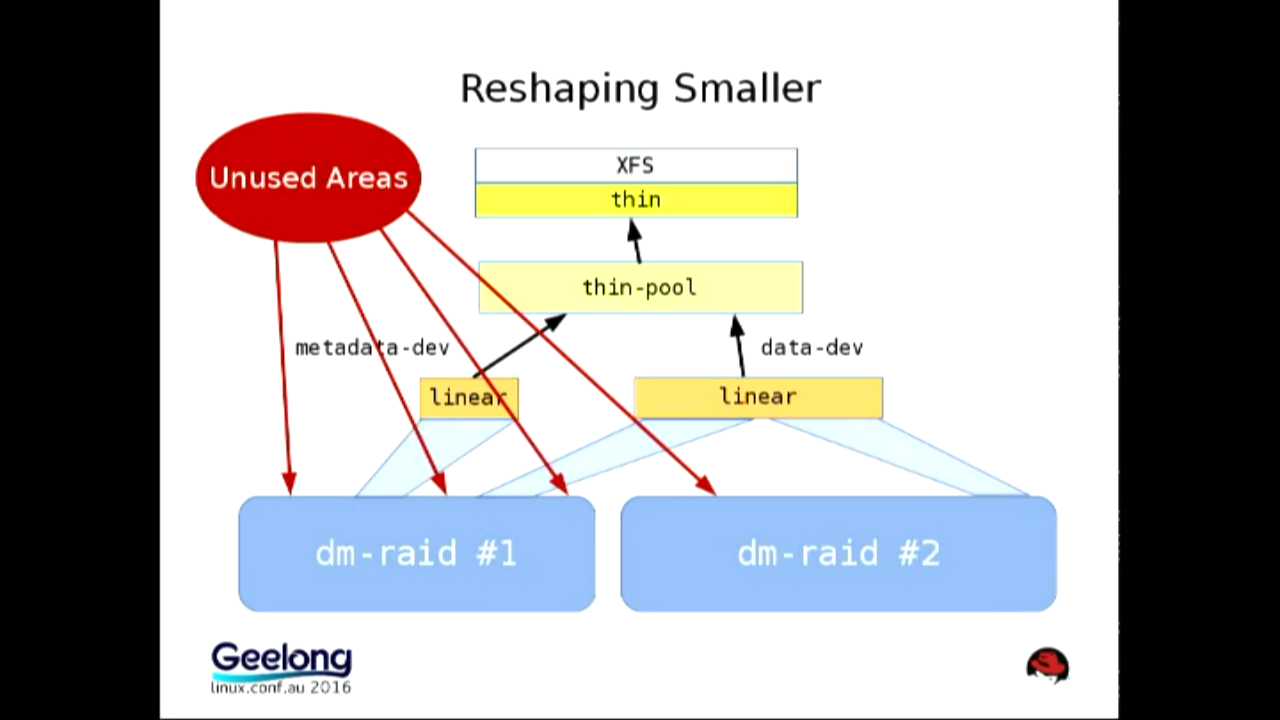 Reshaping Smaller
Unused Areas
XFS
thin
thin-pool
metadata-dev
data-dev
linear
linear
dm-raid #1
dm-raid #2
Geelong
linux.conf.au 2016